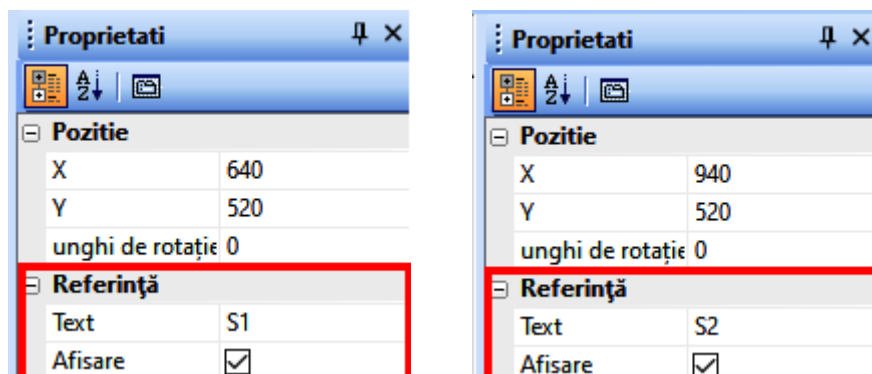 Proprietati
Pozitie
X 640
Y 520
unghi de rotație 0
Referință
Text S1
Afisare
Proprietati
Pozitie
X 940
Y 520
unghi de rotație 0
Referință
Text S2
Afisare